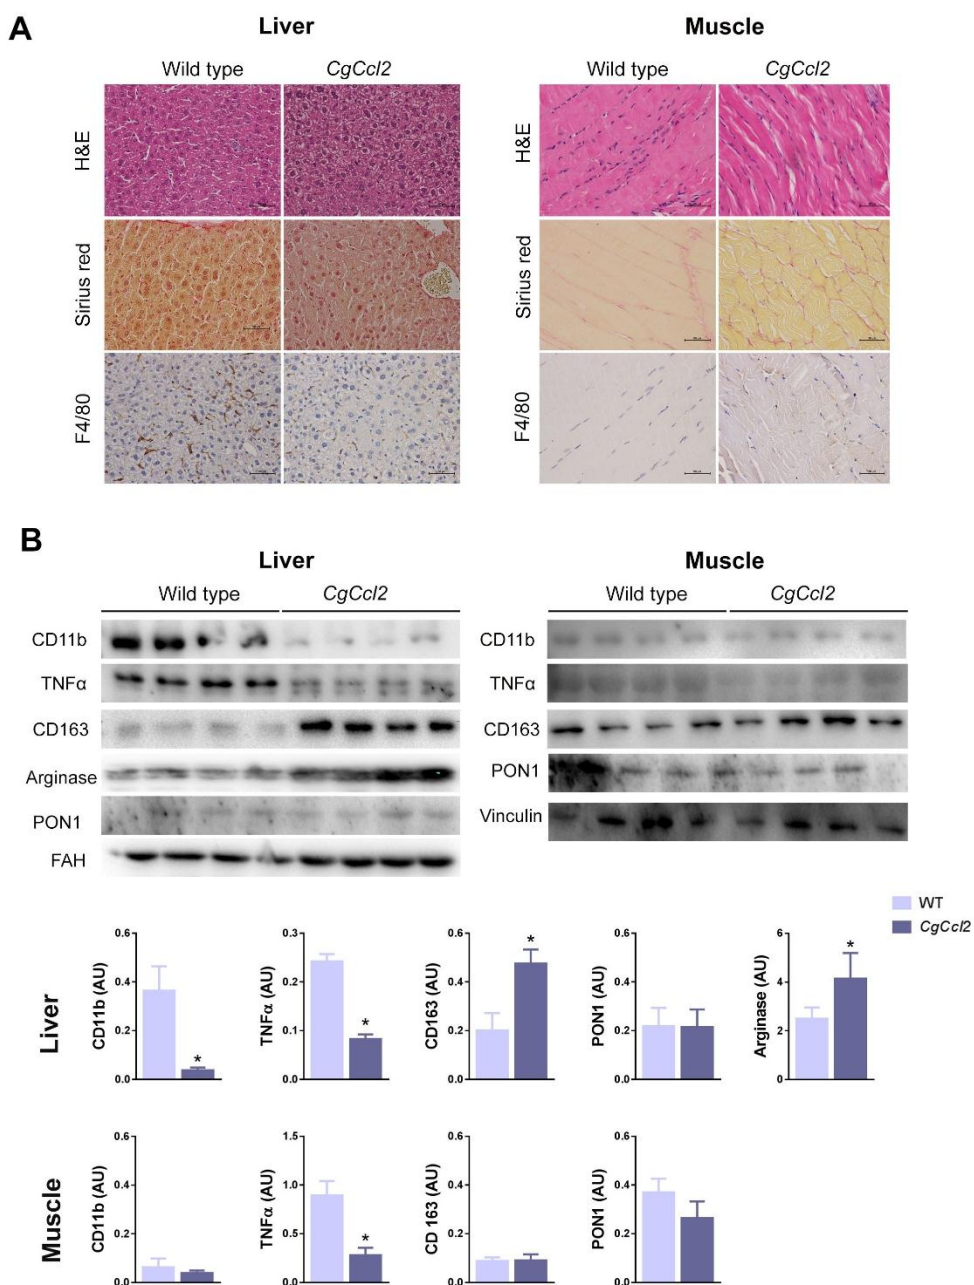 A
Liver
Muscle
Wild type
CgCcl2
Wild type
CgCcl2
H&E
H&E
Sirius red
Sirius red
F4/80
F4/80
B
Liver
Muscle
Wild type
CgCcl2
Wild type
CgCcl2
CD11b
TNFα
CD163
Arginase
PON1
FAH
CD11b
TNFα
CD163
PON1
Vinculin
WT
CgCcl2
Liver
CD11b (AU)
0.6
0.4
0.2
0.0
*
TNFα (AU)
0.3
0.2
0.1
0.0
*
CD163 (AU)
0.6
0.4
0.2
0.0
*
PON1 (AU)
0.6
0.4
0.2
0.0
Arginase (AU)
6
4
2
0
*
Muscle
CD11b (AU)
0.6
0.4
0.2
0.0
TNFα (AU)
1.5
1.0
0.5
0.0
*
CD 163 (AU)
0.6
0.4
0.2
0.0
PON1 (AU)
0.6
0.4
0.2
0.0